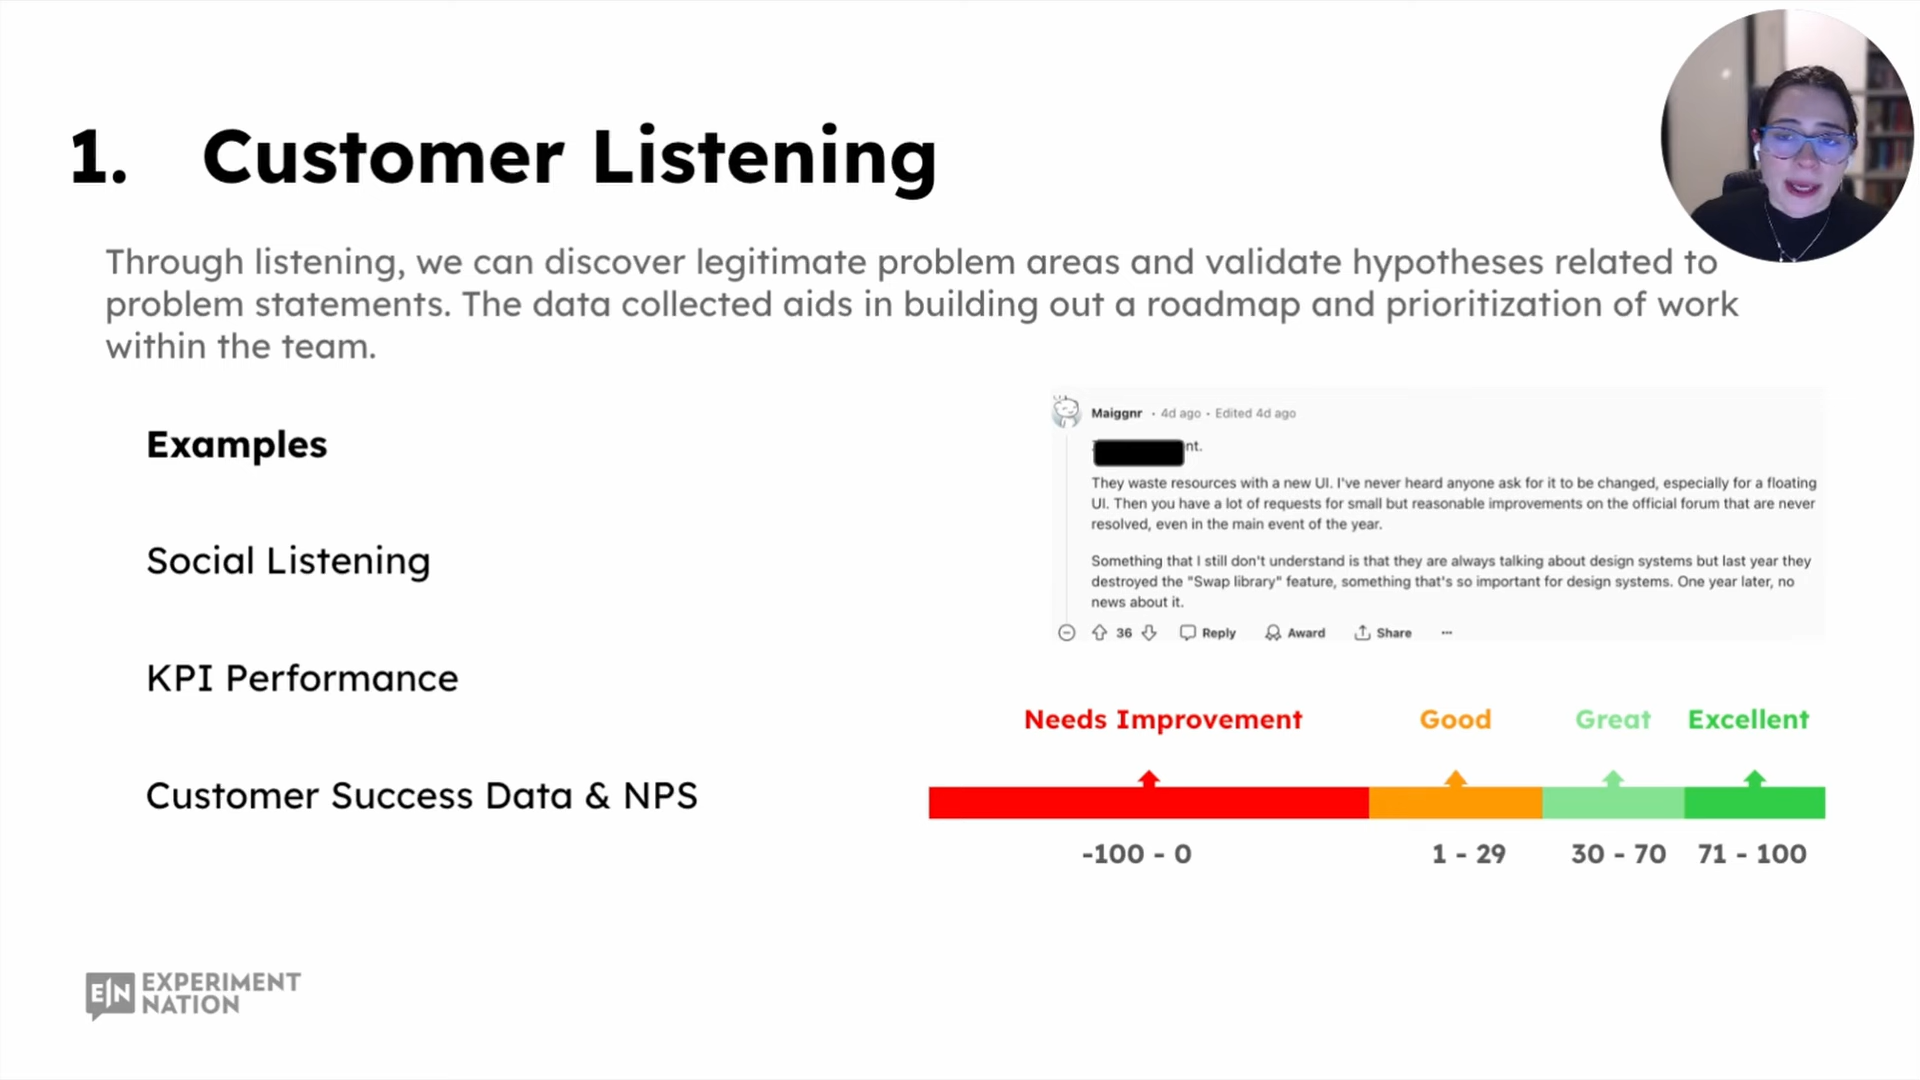 1. Customer Listening
Through listening, we can discover legitimate problem areas and validate hypotheses related to
problem statements. The data collected aids in building out a roadmap and prioritization of work
within the team.
Examples
Social Listening
KPI Performance
Customer Success Data & NPS
Maiggnr · 4d ago · Edited 4d ago
nt.
They waste resources with a new UI. I've never heard anyone ask for it to be changed, especially for a floating
UI. Then you have a lot of requests for small but reasonable improvements on the official forum that are never
resolved, even in the main event of the year.
Something that I still don't understand is that they are always talking about design systems but last year they
destroyed the "Swap library" feature, something that's so important for design systems. One year later, no
news about it.
36 Reply Award Share ...
Needs Improvement Good Great Excellent
-100 - 0 1 - 29 30 - 70 71 - 100
E|N EXPERIMENT
NATION